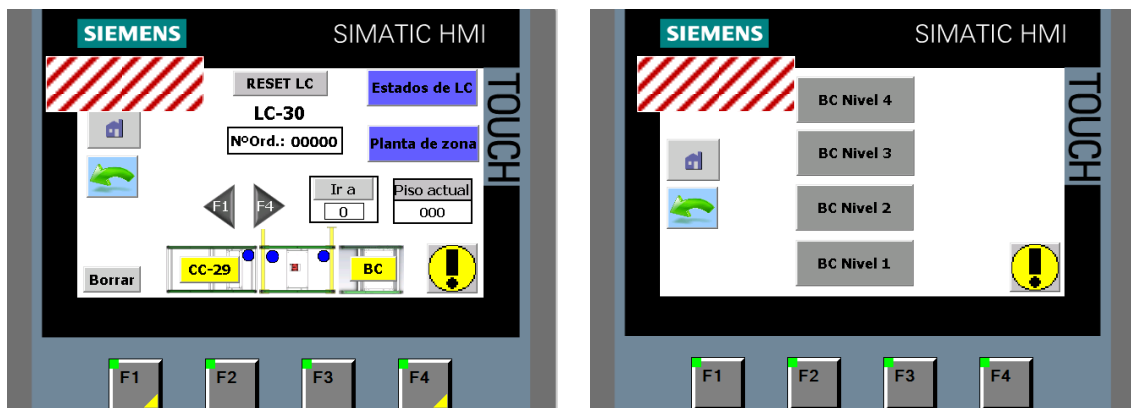 SIEMENS
SIMATIC HMI
TOUCH
RESET LC
Estados de LC
LC-30
NºOrd.: 00000
Planta de zona
F1
F4
Ir a
0
Piso actual
000
CC-29
BC
Borrar
F1
F2
F3
F4
SIEMENS
SIMATIC HMI
TOUCH
BC Nivel 4
BC Nivel 3
BC Nivel 2
BC Nivel 1
F1
F2
F3
F4